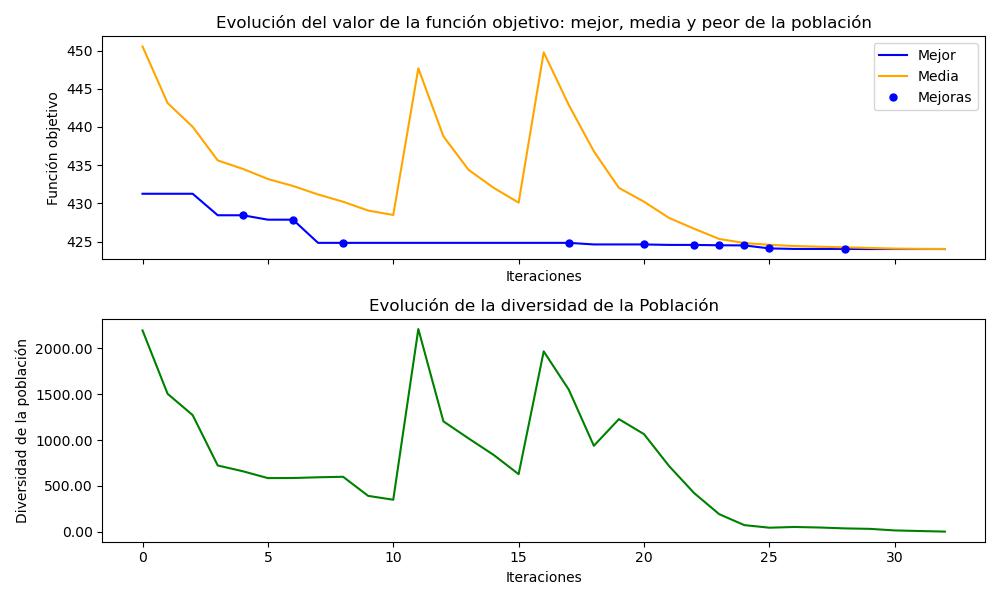 Evolución del valor de la función objetivo: mejor, media y peor de la población
Función objetivo
450
445
440
435
430
425
Mejor
Media
Mejoras
Iteraciones
Evolución de la diversidad de la Población
Diversidad de la población
2000.00
1500.00
1000.00
500.00
0.00
0 5 10 15 20 25 30
Iteraciones